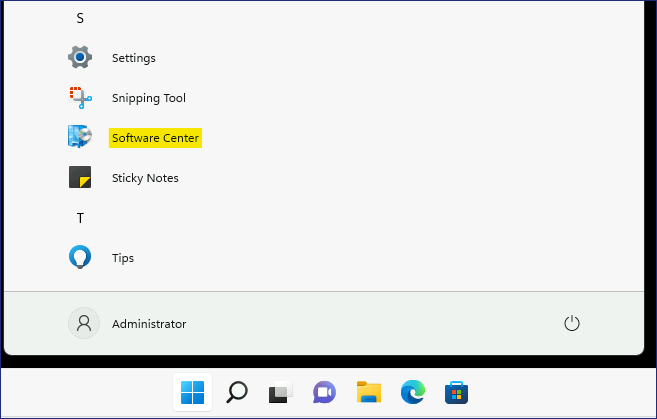 S
Settings
Snipping Tool
Software Center
Sticky Notes
T
Tips
Administrator